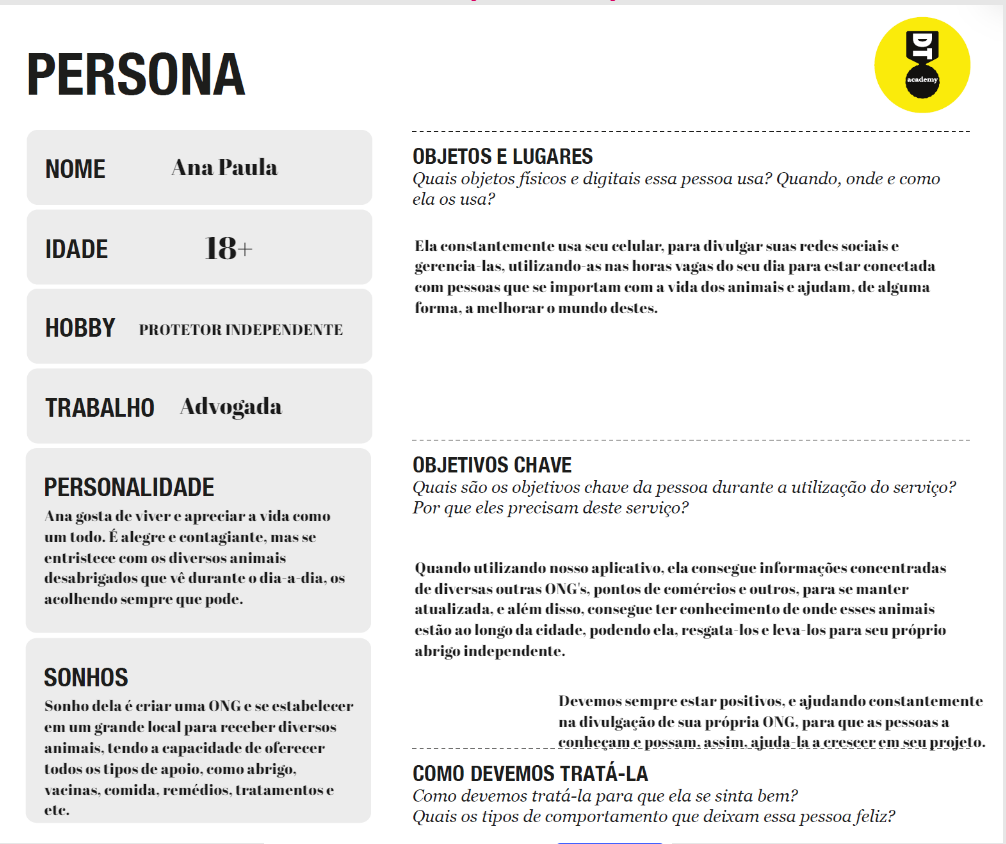 PERSONA
DT
academy
NOME Ana Paula
IDADE 18+
HOBBY PROTETOR INDEPENDENTE
TRABALHO Advogada
PERSONALIDADE
Ana gosta de viver e apreciar a vida como
um todo. É alegre e contagiante, mas se
entristece com os diversos animais
desabrigados que vê durante o dia-a-dia, os
acolhendo sempre que pode.
SONHOS
Sonho dela é criar uma ONG e se estabelecer
em um grande local para receber diversos
animais, tendo a capacidade de oferecer
todos os tipos de apoio, como abrigo,
vacinas, comida, remédios, tratamentos e
etc.
OBJETOS E LUGARES
Quais objetos físicos e digitais essa pessoa usa? Quando, onde e como
ela os usa?
Ela constantemente usa seu celular, para divulgar suas redes sociais e
gerencia-las, utilizando-as nas horas vagas do seu dia para estar conectada
com pessoas que se importam com a vida dos animais e ajudam, de alguma
forma, a melhorar o mundo destes.
OBJETIVOS CHAVE
Quais são os objetivos chave da pessoa durante a utilização do serviço?
Por que eles precisam deste serviço?
Quando utilizando nosso aplicativo, ela consegue informações concentradas
de diversas outras ONG's, pontos de comércios e outros, para se manter
atualizada, e além disso, consegue ter conhecimento de onde esses animais
estão ao longo da cidade, podendo ela, resgata-los e leva-los para seu próprio
abrigo independente.
Devemos sempre estar positivos, e ajudando constantemente
na divulgação de sua própria ONG, para que as pessoas a
conheçam e possam, assim, ajuda-la a crescer em seu projeto.
COMO DEVEMOS TRATÁ-LA
Como devemos tratá-la para que ela se sinta bem?
Quais os tipos de comportamento que deixam essa pessoa feliz?